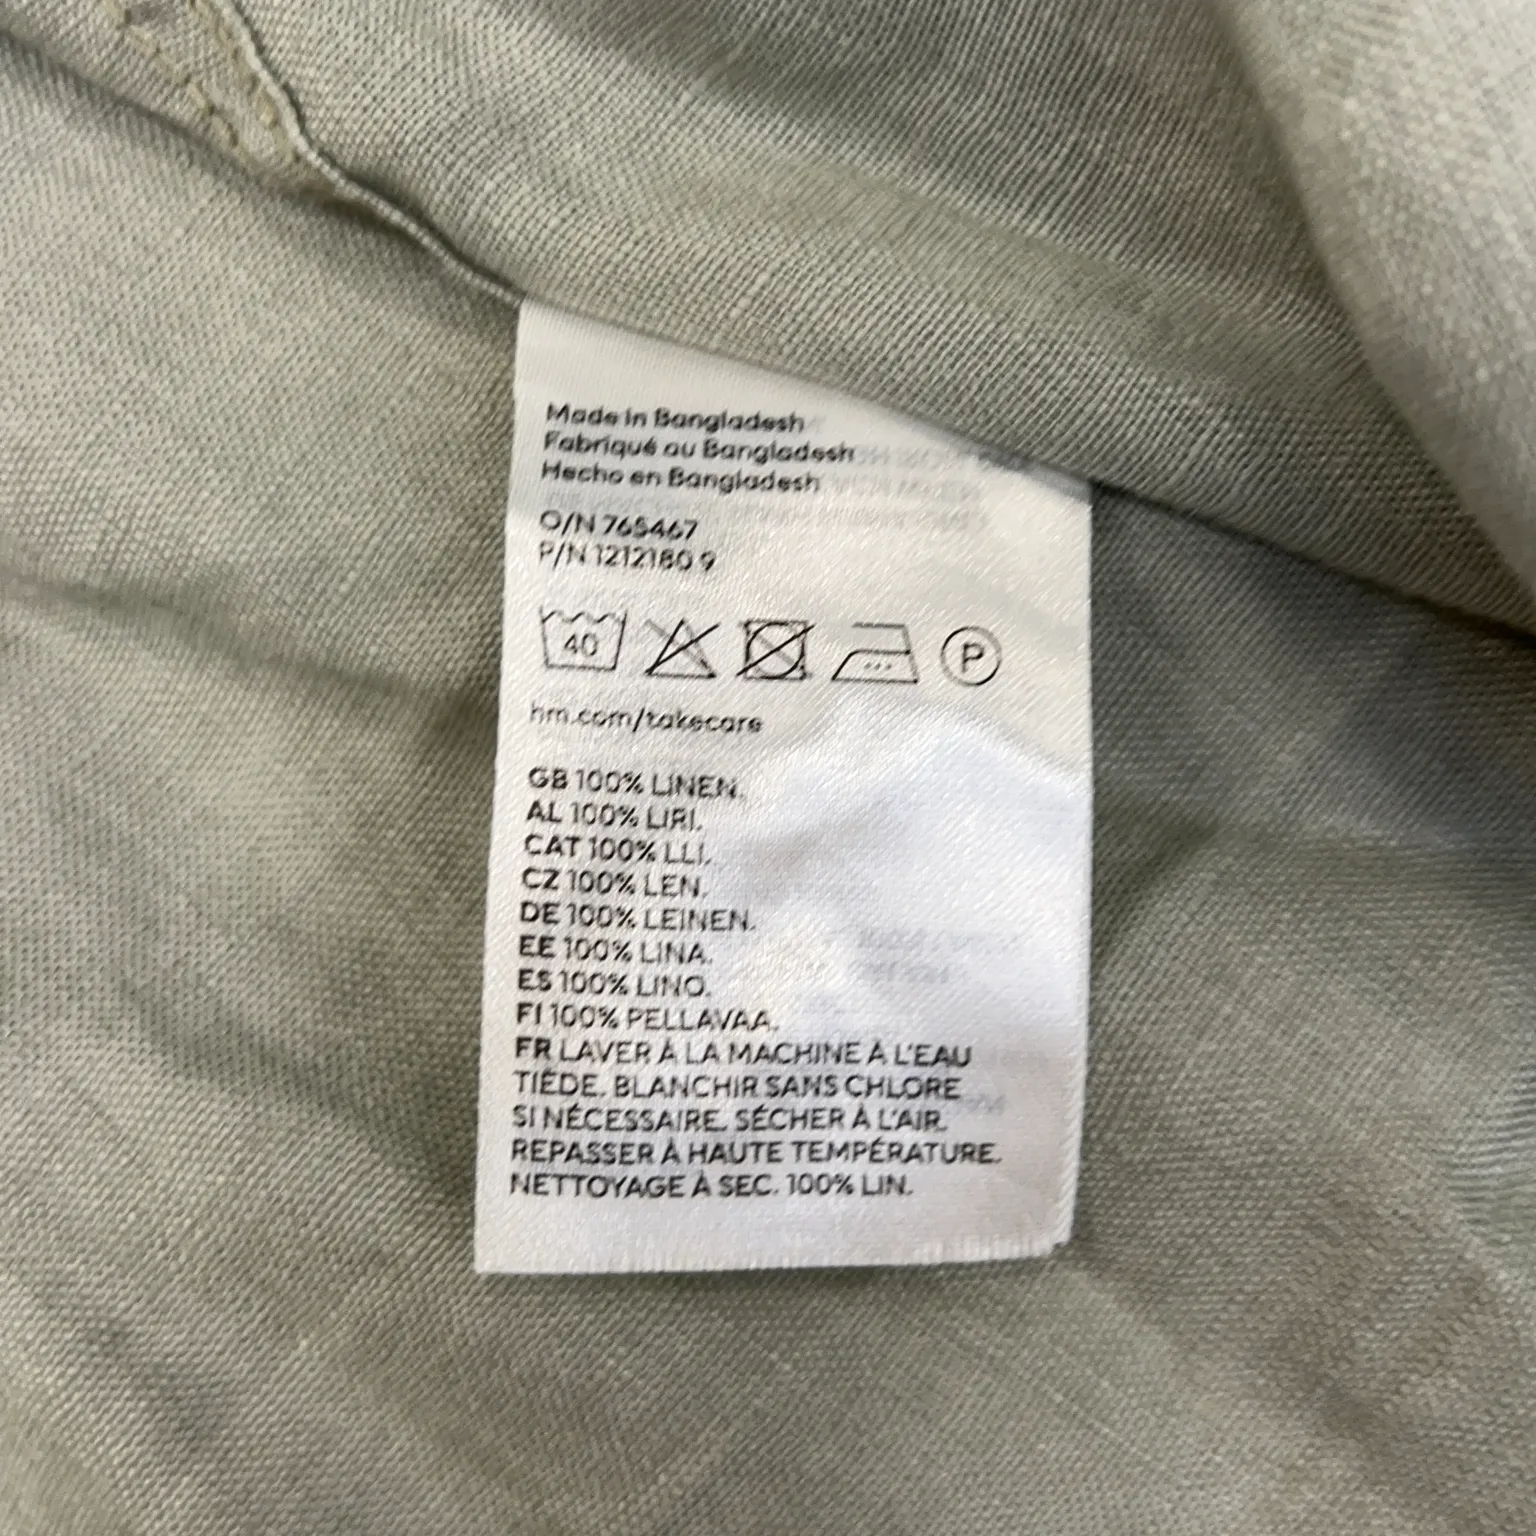 Made in Bangladesh
Fabriqué au Bangladesh
Hecho en Bangladesh
O/N 765467
P/N 1212180 9
40
P
hm.com/takecare
GB 100% LINEN.
AL 100% LIRI.
CAT 100% LLI.
CZ 100% LEN.
DE 100% LEINEN.
EE 100% LINA.
ES 100% LINO.
FI 100% PELLAVAA.
FR LAVER À LA MACHINE À L'EAU
TIÈDE. BLANCHIR SANS CHLORE
SI NÉCESSAIRE. SÉCHER À L'AIR.
REPASSER À HAUTE TEMPÉRATURE.
NETTOYAGE À SEC. 100% LIN.